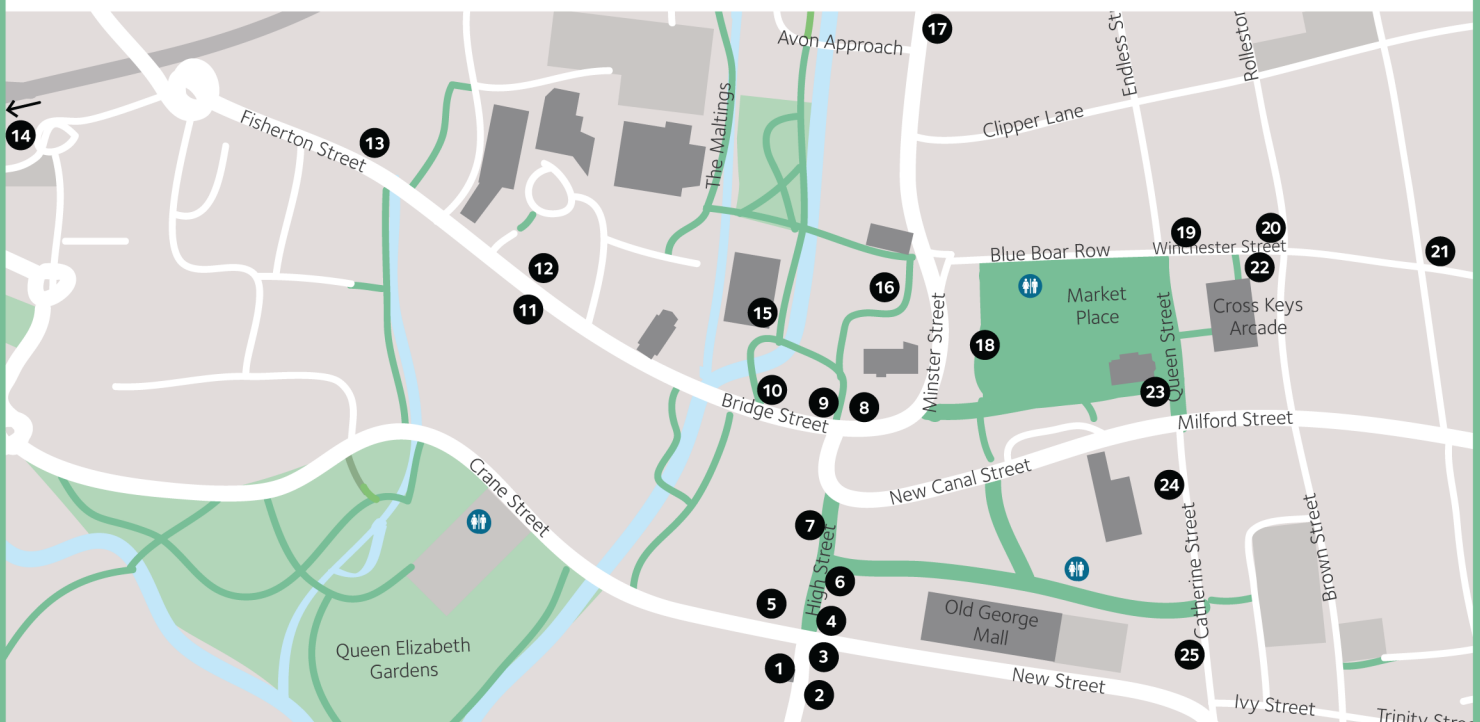 17
Avon Approach
Endless St
Rolleston
Clipper Lane
The Maltings
14
Fisherton Street
13
19
20
Blue Boar Row
Winchester Street
21
22
12
11
16
15
Market
Place
Cross Keys
Arcade
Minster Street
18
Queen Street
23
10
9
8
Bridge Street
Milford Street
Crane Street
New Canal Street
24
7
High Street
Catherine Street
Brown Street
6
5
4
Old George
Mall
Queen Elizabeth
Gardens
3
1
2
25
New Street
Ivy Street
Trinity Stre